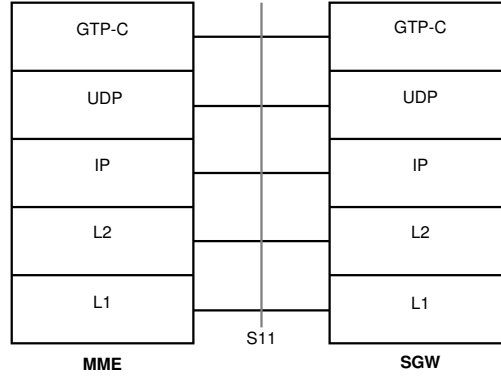 GTP-C
GTP-C
UDP
UDP
IP
IP
L2
L2
L1
L1
S11
MME
SGW